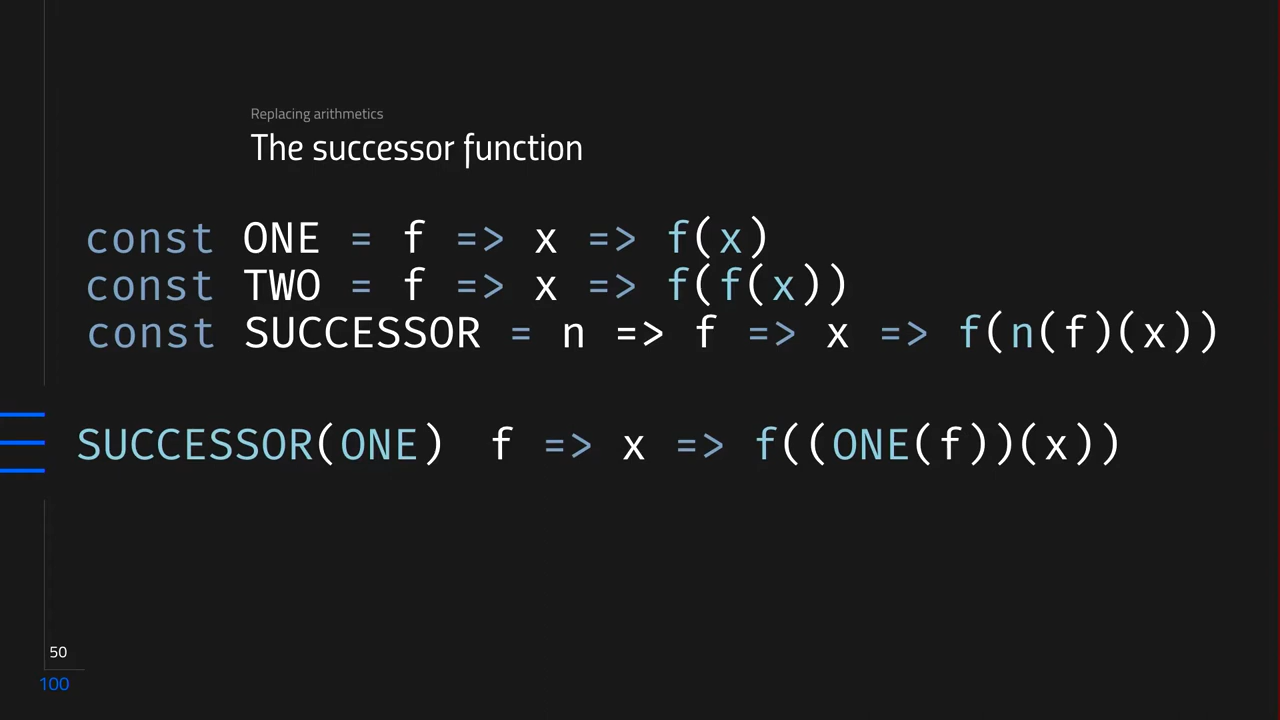 Replacing arithmetics
The successor function
const ONE = f => x => f(x)
const TWO = f => x => f(f(x))
const SUCCESSOR = n => f => x => f(n(f)(x))
SUCCESSOR(ONE) f => x => f((ONE(f))(x))
50
100